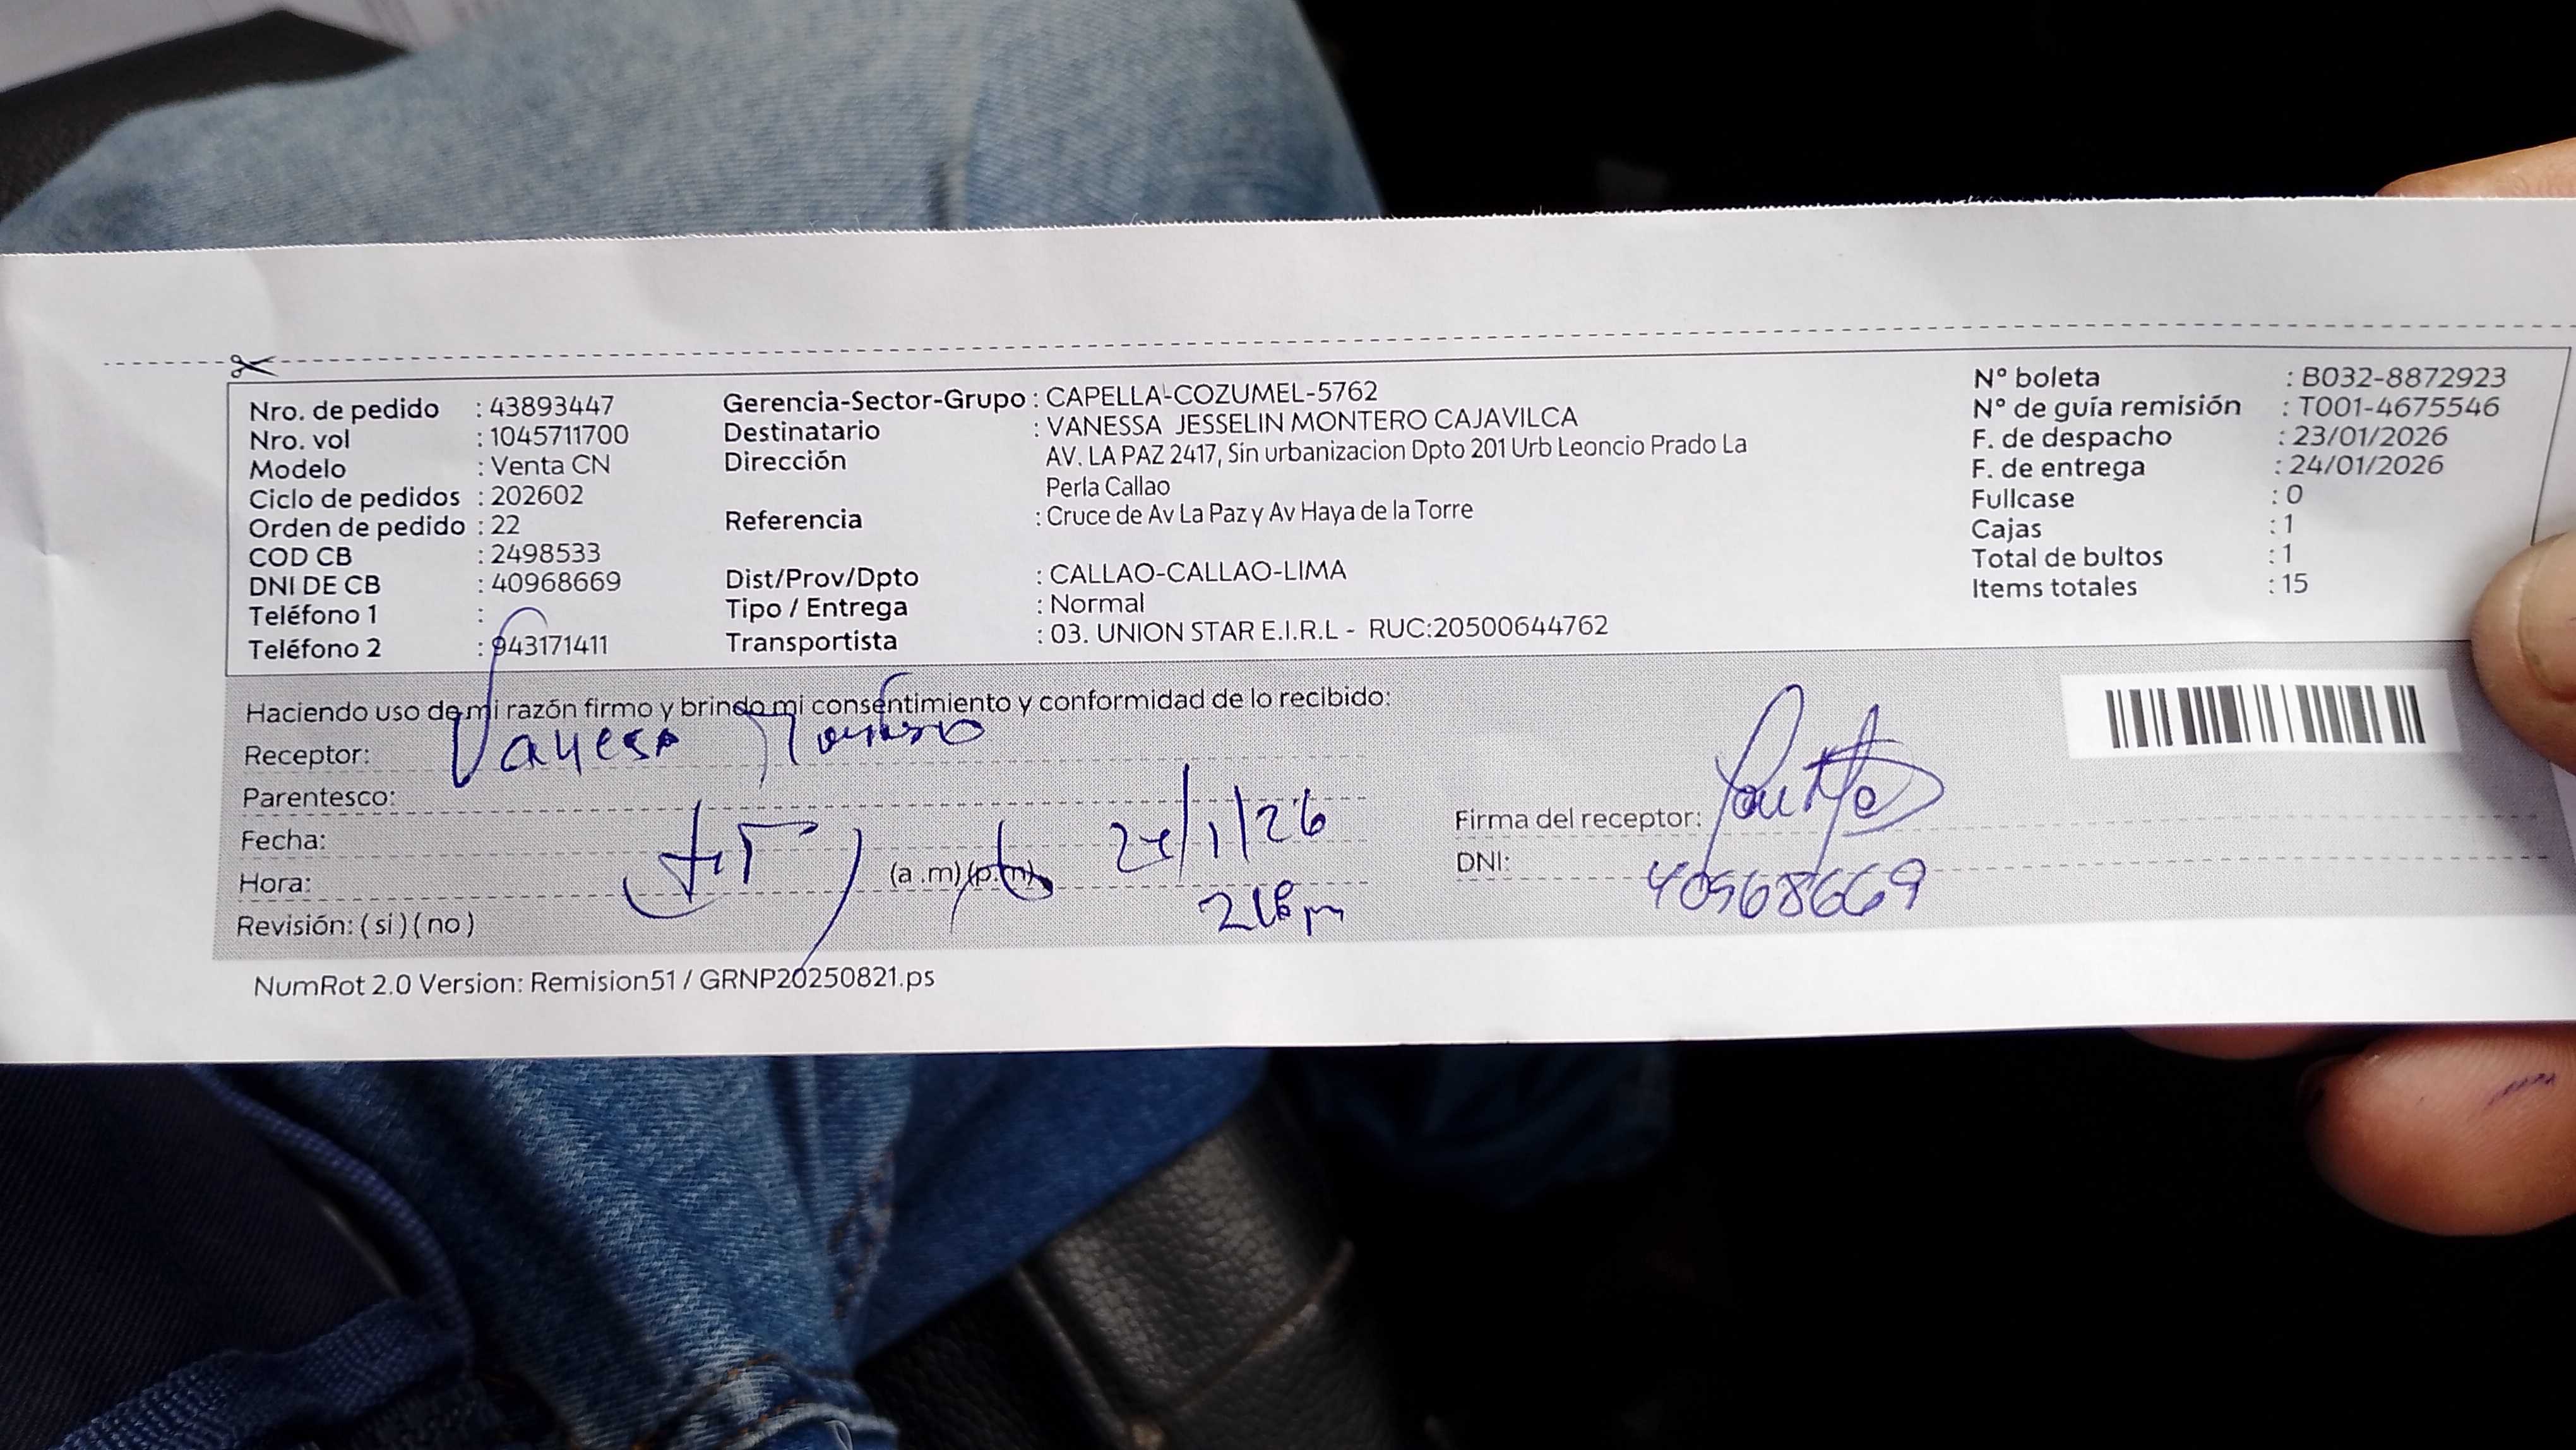 Nro. de pedido : 43893447
Nro. vol : 1045711700
Modelo : Venta CN
Ciclo de pedidos : 202602
Orden de pedido : 22
COD CB : 2498533
DNI DE CB : 40968669
Teléfono 1 :
Teléfono 2 : 943171411
Gerencia-Sector-Grupo : CAPELLA-COZUMEL-5762
Destinatario : VANESSA JESSELIN MONTERO CAJAVILCA
Dirección AV. LA PAZ 2417, Sin urbanizacion Dpto 201 Urb Leoncio Prado La
Perla Callao
Referencia : Cruce de Av La Paz y Av Haya de la Torre
Dist/Prov/Dpto : CALLAO-CALLAO-LIMA
Tipo / Entrega : Normal
Transportista : 03. UNION STAR E.I.R.L - RUC:20500644762
N° boleta : B032-8872923
N° de guía remisión : T001-4675546
F. de despacho : 23/01/2026
F. de entrega : 24/01/2026
Fullcase : 0
Cajas : 1
Total de bultos : 1
Items totales : 15
Haciendo uso de mi razón firmo y brindo mi consentimiento y conformidad de lo recibido:
Receptor: Vanesa Montero
Parentesco:
Fecha: 24/1/26
Hora: (a.m) (p.m)
Revisión: ( si ) ( no )
Firma del receptor:
DNI: 40968669
NumRot 2.0 Version: Remision51 / GRNP20250821.ps